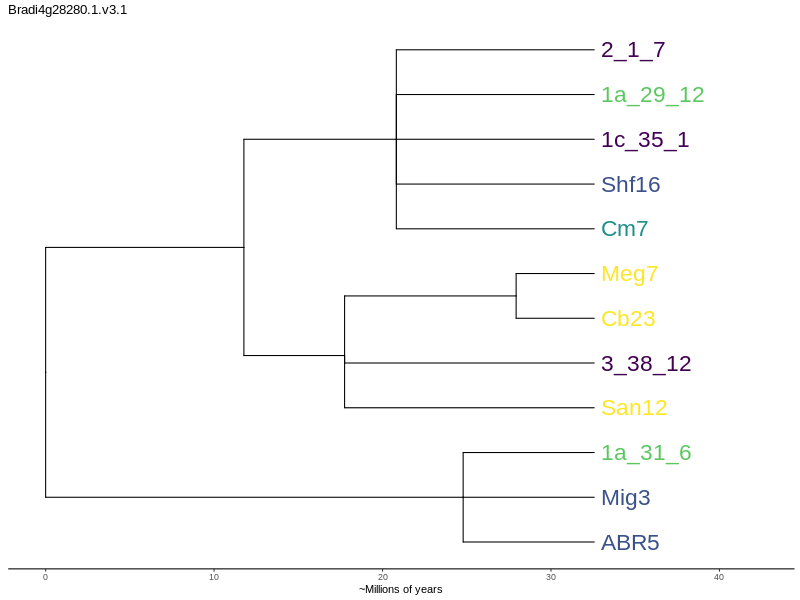 Bradi4g28280.1.v3.1
2_1_7
1a_29_12
1c_35_1
Shf16
Cm7
Meg7
Cb23
3_38_12
San12
1a_31_6
Mig3
ABR5
0 10 20 30 40
~Millions of years